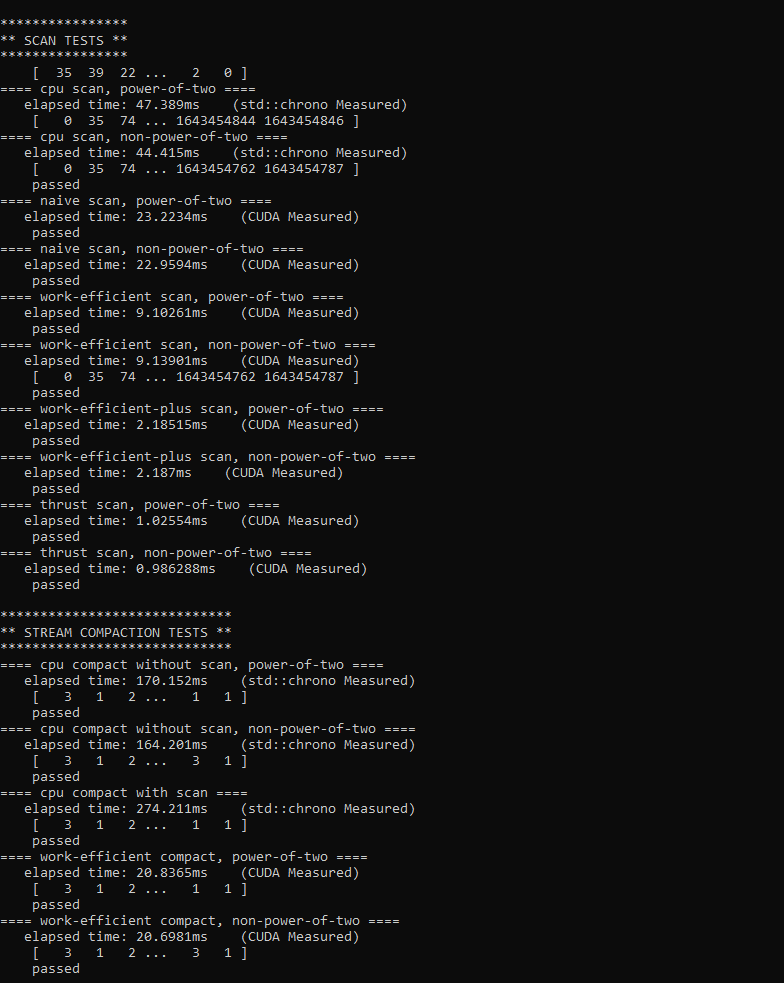 ****************
** SCAN TESTS **
****************
    [  35  39  22 ...   2   0 ]
==== cpu scan, power-of-two ====
   elapsed time: 47.389ms    (std::chrono Measured)
    [   0  35  74 ... 1643454844 1643454846 ]
==== cpu scan, non-power-of-two ====
   elapsed time: 44.415ms    (std::chrono Measured)
    [   0  35  74 ... 1643454762 1643454787 ]
    passed
==== naive scan, power-of-two ====
   elapsed time: 23.2234ms    (CUDA Measured)
    passed
==== naive scan, non-power-of-two ====
   elapsed time: 22.9594ms    (CUDA Measured)
    passed
==== work-efficient scan, power-of-two ====
   elapsed time: 9.10261ms    (CUDA Measured)
    passed
==== work-efficient scan, non-power-of-two ====
   elapsed time: 9.13901ms    (CUDA Measured)
    [   0  35  74 ... 1643454762 1643454787 ]
    passed
==== work-efficient-plus scan, power-of-two ====
   elapsed time: 2.18515ms    (CUDA Measured)
    passed
==== work-efficient-plus scan, non-power-of-two ====
   elapsed time: 2.187ms    (CUDA Measured)
    passed
==== thrust scan, power-of-two ====
   elapsed time: 1.02554ms    (CUDA Measured)
    passed
==== thrust scan, non-power-of-two ====
   elapsed time: 0.986288ms    (CUDA Measured)
    passed

*****************************
** STREAM COMPACTION TESTS **
*****************************
==== cpu compact without scan, power-of-two ====
   elapsed time: 170.152ms    (std::chrono Measured)
    [   3   1   2 ...   1   1 ]
    passed
==== cpu compact without scan, non-power-of-two ====
   elapsed time: 164.201ms    (std::chrono Measured)
    [   3   1   2 ...   3   1 ]
    passed
==== cpu compact with scan ====
   elapsed time: 274.211ms    (std::chrono Measured)
    [   3   1   2 ...   1   1 ]
    passed
==== work-efficient compact, power-of-two ====
   elapsed time: 20.8365ms    (CUDA Measured)
    [   3   1   2 ...   1   1 ]
    passed
==== work-efficient compact, non-power-of-two ====
   elapsed time: 20.6981ms    (CUDA Measured)
    [   3   1   2 ...   3   1 ]
    passed